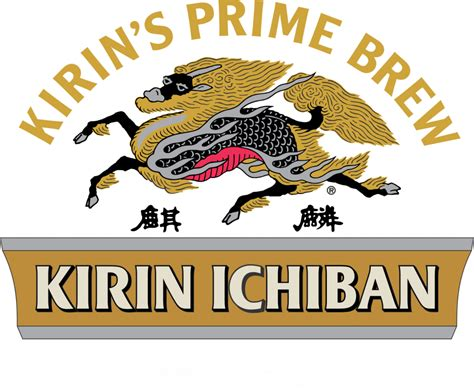 KIRIN'S PRIME BREW
®
麒 麟
KIRIN ICHIBAN